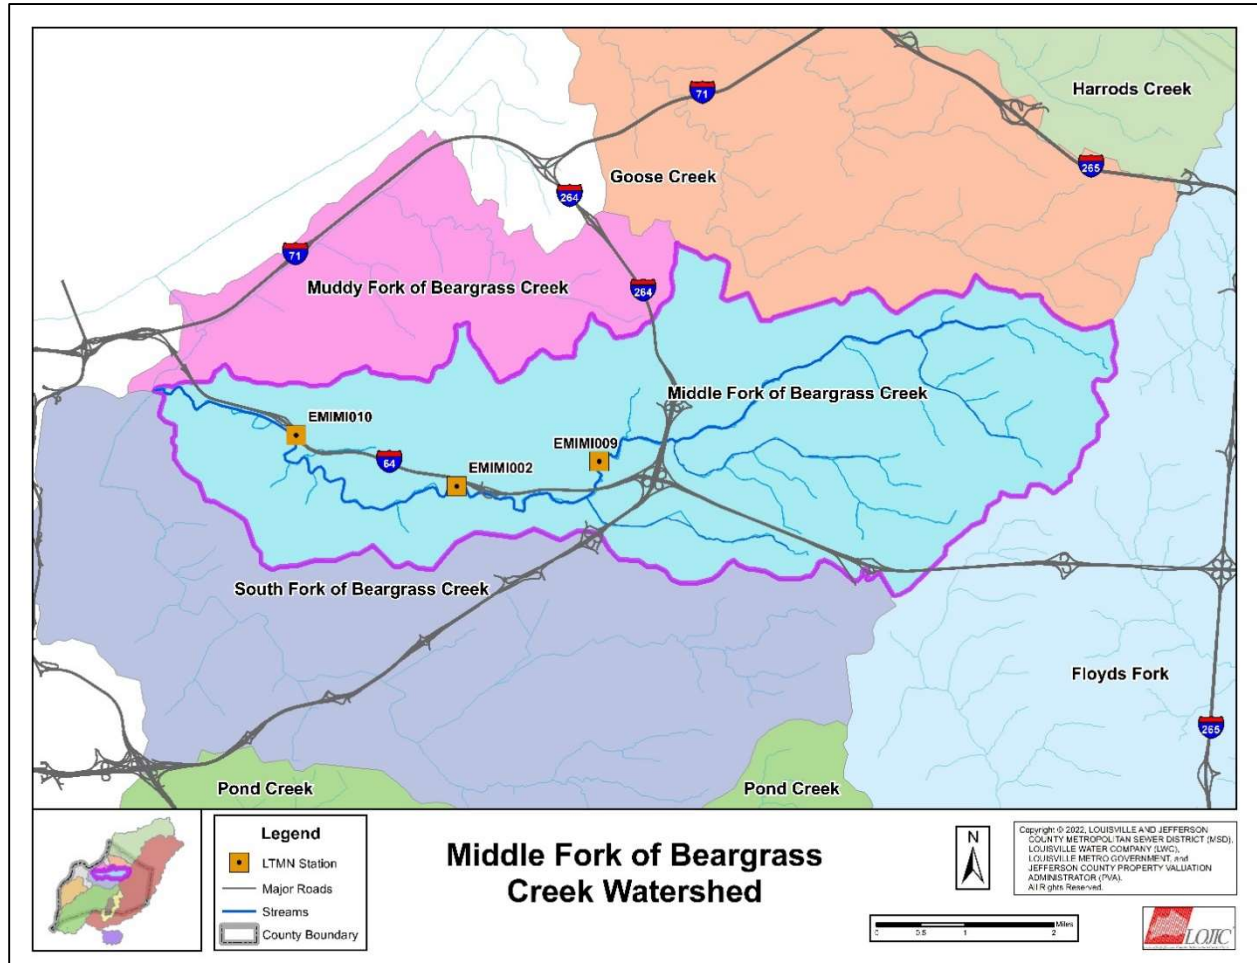 Harrods Creek
71
265
Goose Creek
264
71
264
Muddy Fork of Beargrass Creek
Middle Fork of Beargrass Creek
EMIMI010
EMIMI009
64
EMIMI002
South Fork of Beargrass Creek
Floyds Fork
265
Pond Creek
Pond Creek
Legend
LTMN Station
Major Roads
Streams
County Boundary
Middle Fork of Beargrass
Creek Watershed
N
0 0.5 1 2
Miles
Copyright © 2022, LOUISVILLE AND JEFFERSON
COUNTY METROPOLITAN SEWER DISTRICT (MSD),
LOUISVILLE WATER COMPANY (LWC),
LOUISVILLE METRO GOVERNMENT, and
JEFFERSON COUNTY PROPERTY VALUATION
ADMINISTRATOR (PVA).
All Rights Reserved.
LOJIC